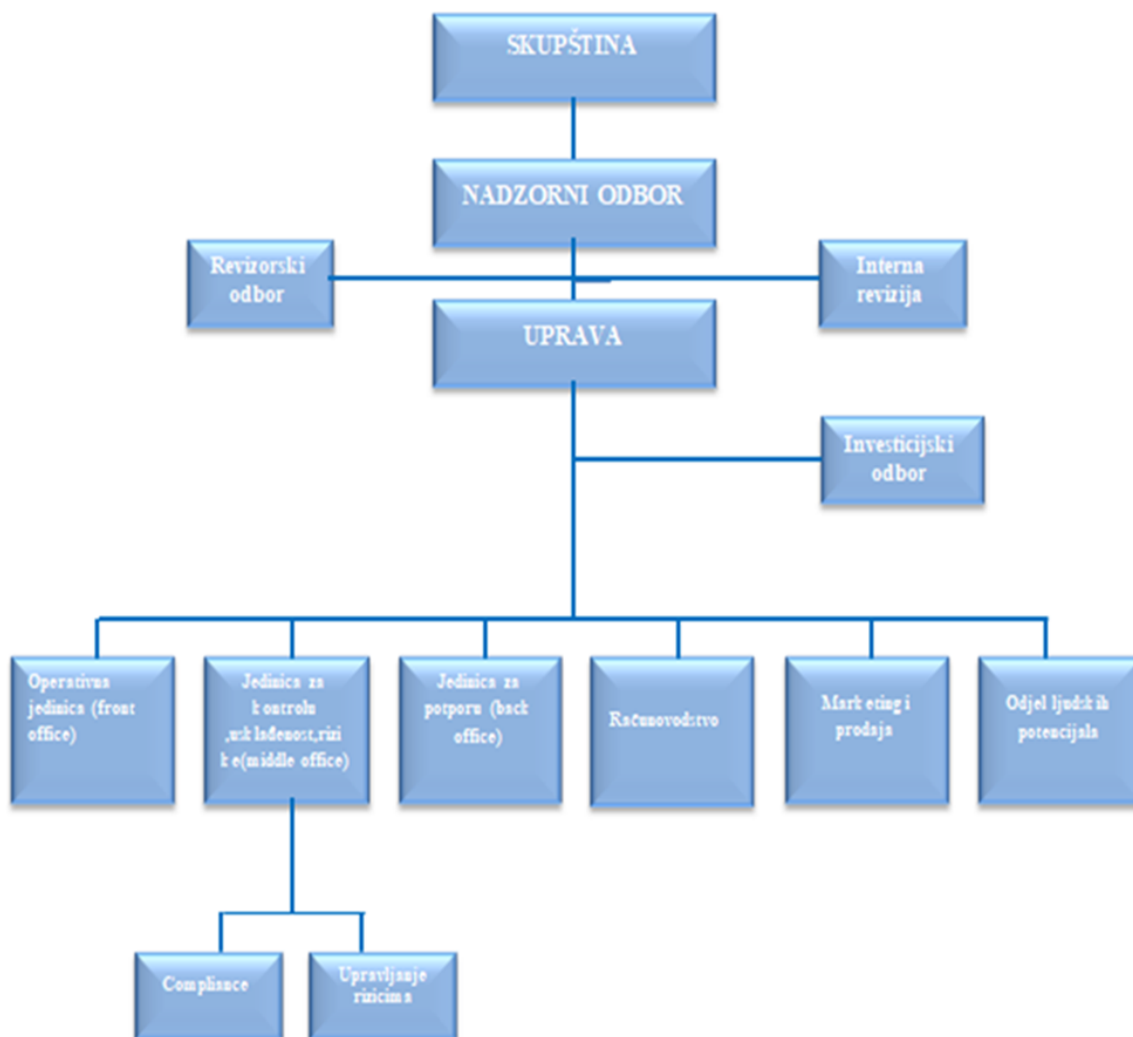 SKUPŠTINA
NADZORNI ODBOR
Revizorski
odbor
Interna
revizija
UPRAVA
Investicijski
odbor
Operativna
jedinica (front
office)
Jedinica za
kontrolu
,usklađenost,rizi
ke(middle office)
Jedinica za
potporu (back
office)
Računovodstvo
Marketing i
prodaja
Odjel ljudskih
potencijala
Compliance
Upravljanje
rizicima